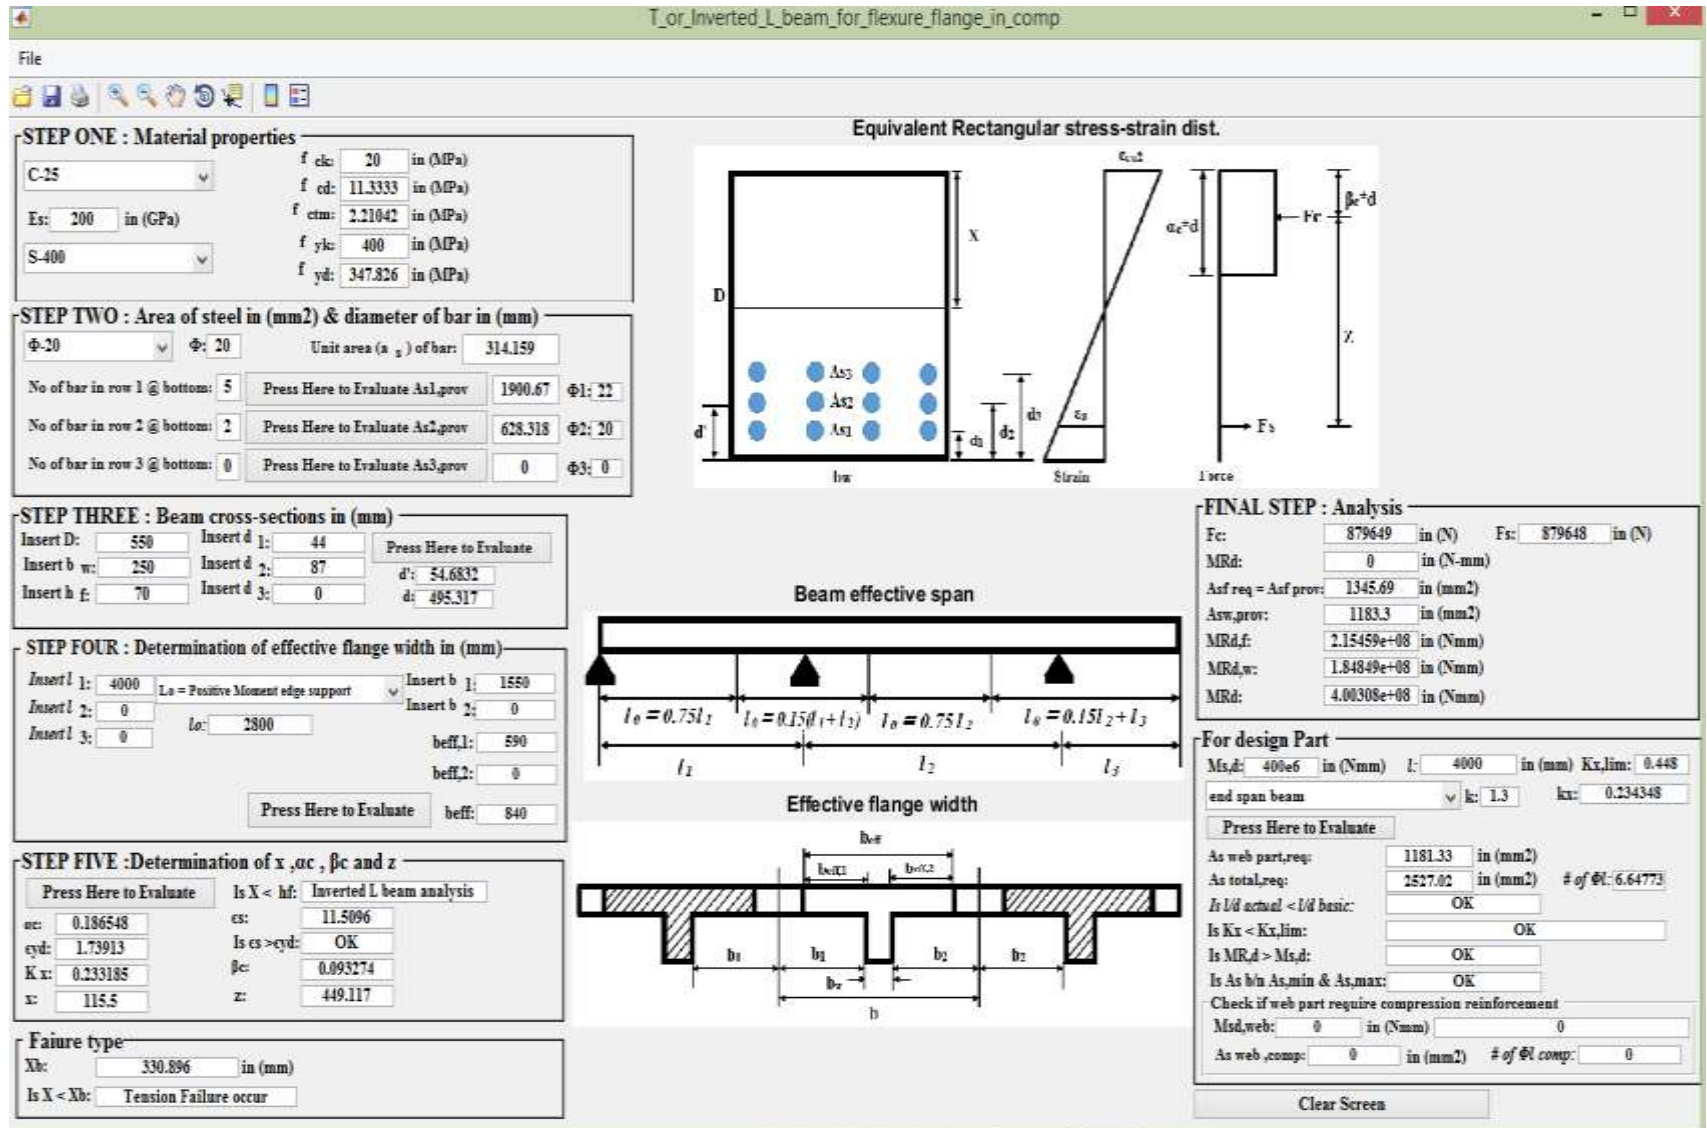 T_or_Inverted_L_beam_for_flexure_flange_in_comp
File
STEP ONE : Material properties
C-25
f ck: 20 in (MPa)
f cd: 11.3333 in (MPa)
Es: 200 in (GPa)
f ctm: 2.21042 in (MPa)
f yk: 400 in (MPa)
S-400
f yd: 347.826 in (MPa)
STEP TWO : Area of steel in (mm2) & diameter of bar in (mm)
Φ-20 Φ: 20 Unit area (a s ) of bar: 314.159
No of bar in row 1 @ bottom: 5 Press Here to Evaluate As1,prov 1900.67 Φ1: 22
No of bar in row 2 @ bottom: 2 Press Here to Evaluate As2,prov 628.318 Φ2: 20
No of bar in row 3 @ bottom: 0 Press Here to Evaluate As3,prov 0 Φ3: 0
STEP THREE : Beam cross-sections in (mm)
Insert D: 550 Insert d 1: 44 Press Here to Evaluate
Insert b w: 250 Insert d 2: 87 d': 54.6832
Insert h f: 70 Insert d 3: 0 d: 495.317
STEP FOUR : Determination of effective flange width in (mm)
Insert l 1: 4000 Lo = Positive Moment edge support Insert b 1: 1550
Insert l 2: 0 lo: 2800 Insert b 2: 0
Insert l 3: 0
beff,1: 590
beff,2: 0
Press Here to Evaluate beff: 840
STEP FIVE :Determination of x ,αc , βc and z
Press Here to Evaluate Is X < hf: Inverted L beam analysis
αc: 0.186548 εs: 11.5096
εyd: 1.73913 Is εs >εyd: OK
K x: 0.233185 βc: 0.093274
x: 115.5 z: 449.117
Faiure type
Xb: 330.896 in (mm)
Is X < Xb: Tension Failure occur
Equivalent Rectangular stress-strain dist.
εcu2
βc*d
αc*d
Fc
X
D
Z
As3
As2
As1
d'
d1
d2
d3
εs
Fs
bw
Strain
Force
Beam effective span
l0 = 0.75l1 l0 = 0.15(l1 + l2) l0 = 0.75l2 l0 = 0.15l2 + l3
l1 l2 l3
Effective flange width
beff
beff,1 beff,2
b1 b1 b2 b2
bw
b
FINAL STEP : Analysis
Fc: 879649 in (N) Fs: 879648 in (N)
MRd: 0 in (N-mm)
Asf req = Asf prov: 1345.69 in (mm2)
Asw,prov: 1183.3 in (mm2)
MRd,f: 2.15459e+08 in (Nmm)
MRd,w: 1.84849e+08 in (Nmm)
MRd: 4.00308e+08 in (Nmm)
For design Part
Ms,d: 400e6 in (Nmm) l: 4000 in (mm) Kx,lim: 0.448
end span beam k: 1.3 kx: 0.234348
Press Here to Evaluate
As web part,req: 1181.33 in (mm2)
As total,req: 2527.02 in (mm2) # of Φl: 6.64773
Is l/d actual < l/d basic: OK
Is Kx < Kx,lim: OK
Is MR,d > Ms,d: OK
Is As b/n As,min & As,max: OK
Check if web part require compression reinforcement
Msd,web: 0 in (Nmm) 0
As web ,comp: 0 in (mm2) # of Φl comp: 0
Clear Screen